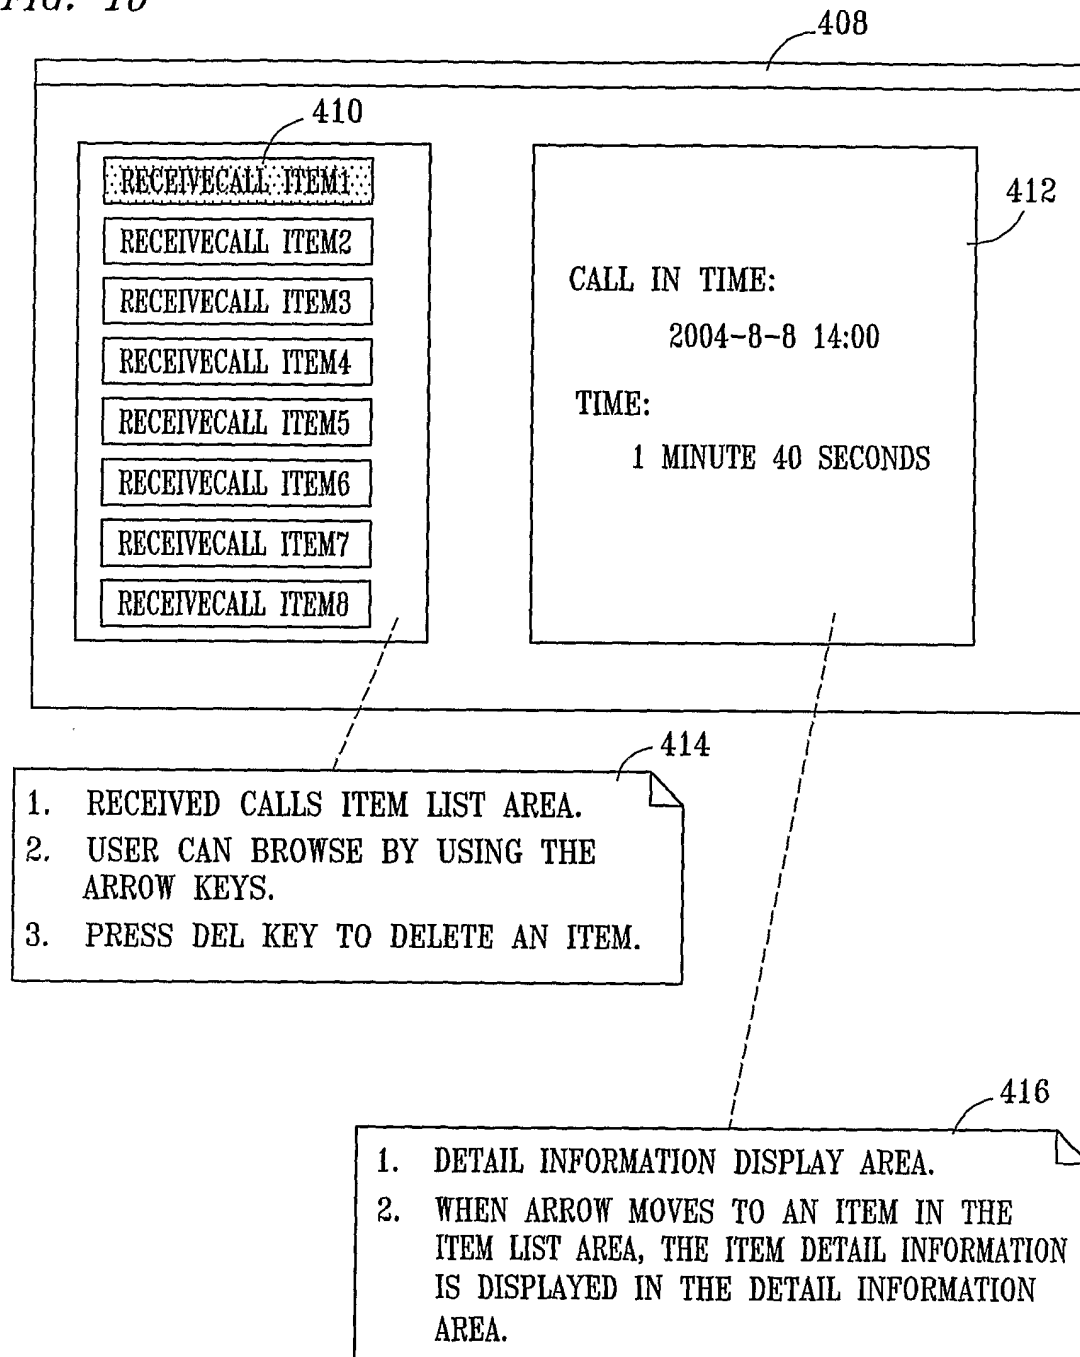 408
410
RECEIVECALL ITEM1
RECEIVECALL ITEM2
RECEIVECALL ITEM3
RECEIVECALL ITEM4
RECEIVECALL ITEM5
RECEIVECALL ITEM6
RECEIVECALL ITEM7
RECEIVECALL ITEM8
412
CALL IN TIME:
2004-8-8 14:00
TIME:
1 MINUTE 40 SECONDS
414
1. RECEIVED CALLS ITEM LIST AREA.
2. USER CAN BROWSE BY USING THE
ARROW KEYS.
3. PRESS DEL KEY TO DELETE AN ITEM.
416
1. DETAIL INFORMATION DISPLAY AREA.
2. WHEN ARROW MOVES TO AN ITEM IN THE
ITEM LIST AREA, THE ITEM DETAIL INFORMATION
IS DISPLAYED IN THE DETAIL INFORMATION
AREA.